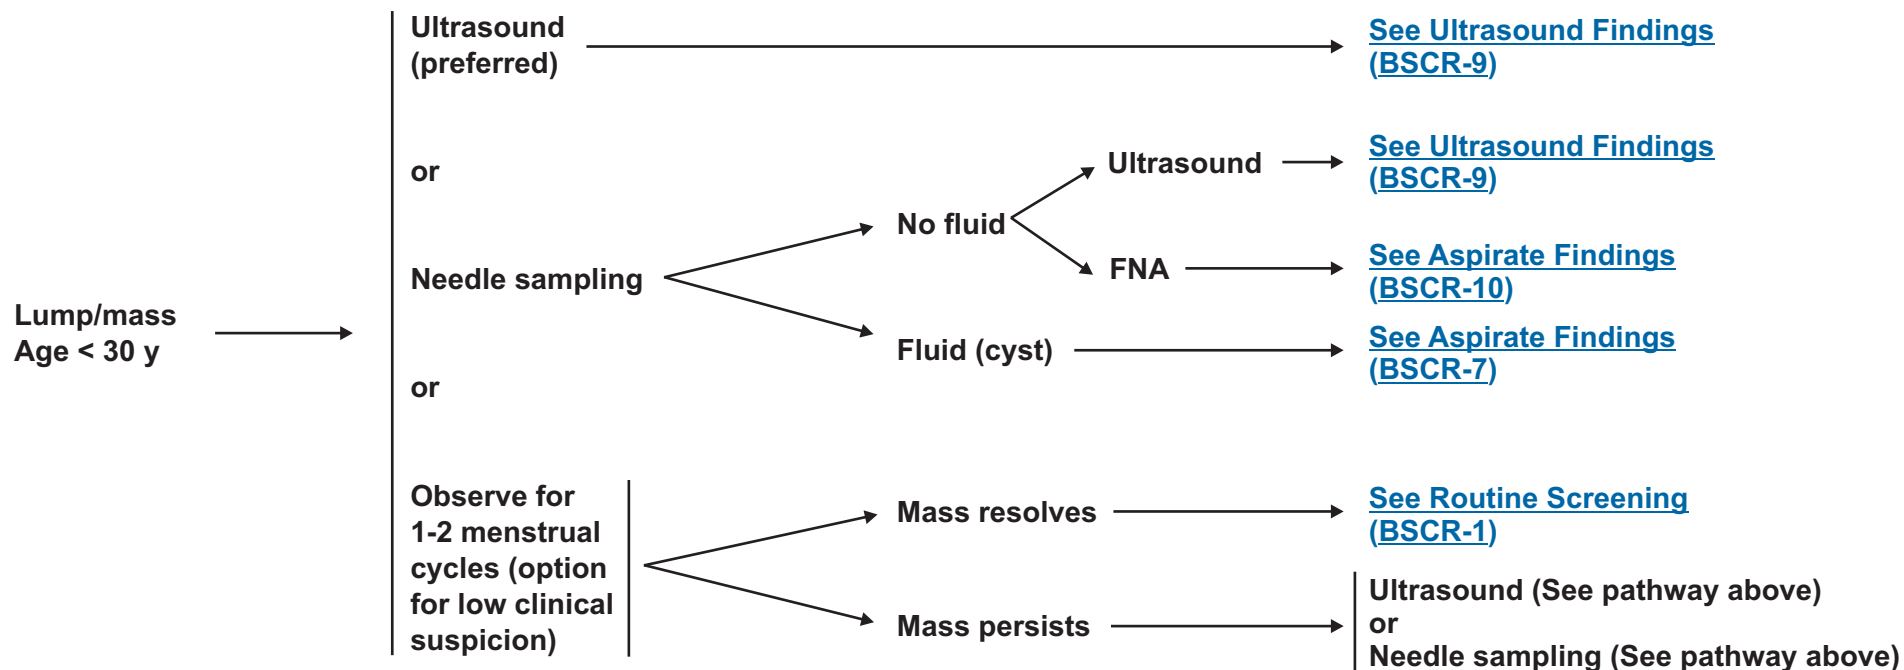 Lump/mass
Age < 30 y
Ultrasound
(preferred)
See Ultrasound Findings
(BSCR-9)
or
Needle sampling
No fluid
Ultrasound
See Ultrasound Findings
(BSCR-9)
FNA
See Aspirate Findings
(BSCR-10)
Fluid (cyst)
See Aspirate Findings
(BSCR-7)
or
Observe for
1-2 menstrual
cycles (option
for low clinical
suspicion)
Mass resolves
See Routine Screening
(BSCR-1)
Mass persists
Ultrasound (See pathway above)
or
Needle sampling (See pathway above)